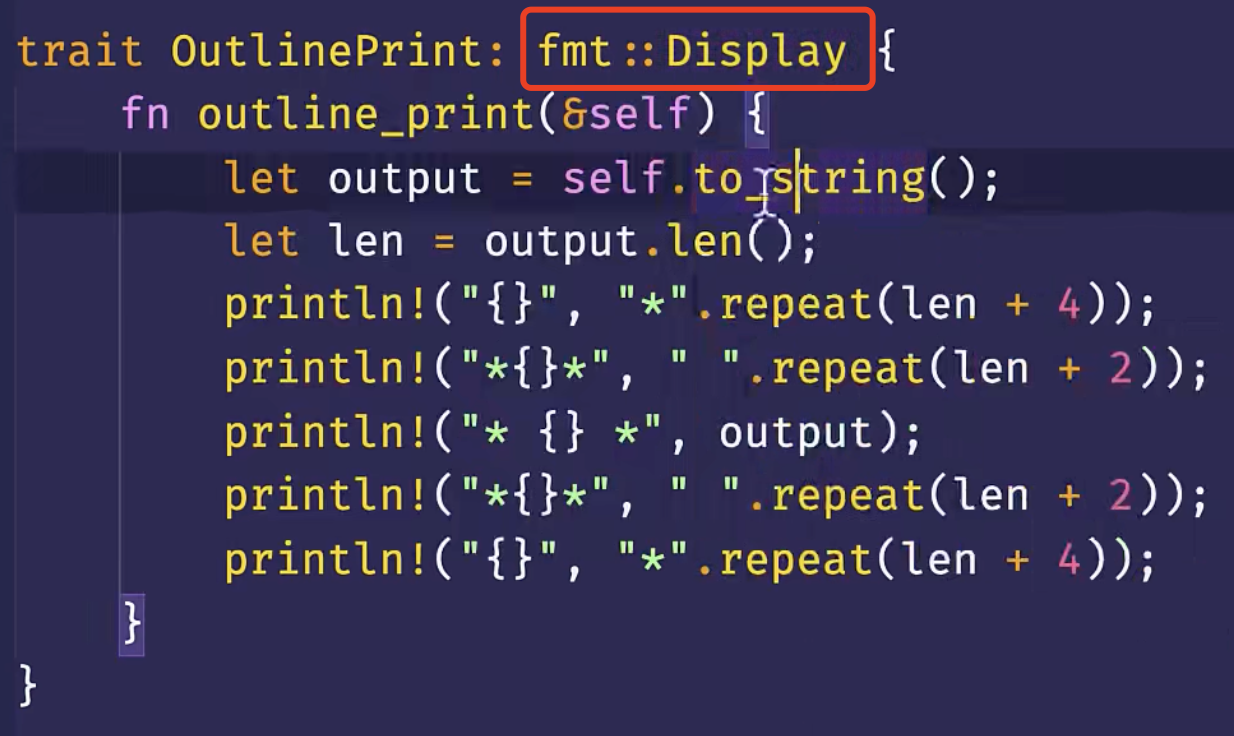 trait OutlinePrint: fmt::Display {
    fn outline_print(&self) {
        let output = self.to_string();
        let len = output.len();
        println!("{}", "*".repeat(len + 4));
        println!("*{}*", " ".repeat(len + 2));
        println!("* {} *", output);
        println!("*{}*", " ".repeat(len + 2));
        println!("{}", "*".repeat(len + 4));
    }
}